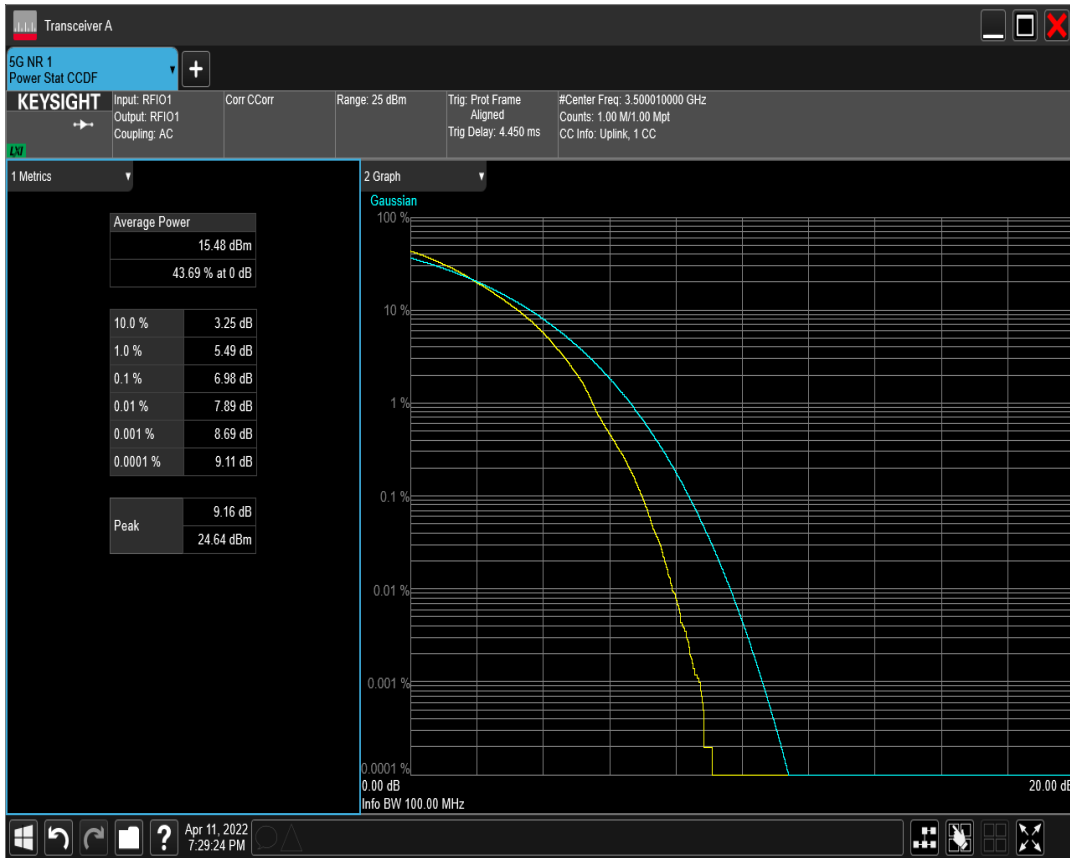 Transceiver A
5G NR 1
Power Stat CCDF
+
KEYSIGHT
LXI
Input: RFIO1
Output: RFIO1
Coupling: AC
Corr CCorr
Range: 25 dBm
Trig: Prot Frame
Aligned
Trig Delay: 4.450 ms
#Center Freq: 3.500010000 GHz
Counts: 1.00 M/1.00 Mpt
CC Info: Uplink, 1 CC
1 Metrics
Average Power
15.48 dBm
43.69 % at 0 dB
10.0 % 3.25 dB
1.0 % 5.49 dB
0.1 % 6.98 dB
0.01 % 7.89 dB
0.001 % 8.69 dB
0.0001 % 9.11 dB
Peak
9.16 dB
24.64 dBm
2 Graph
Gaussian
100 %
10 %
1 %
0.1 %
0.01 %
0.001 %
0.0001 %
0.00 dB 20.00 dB
Info BW 100.00 MHz
?
Apr 11, 2022
7:29:24 PM